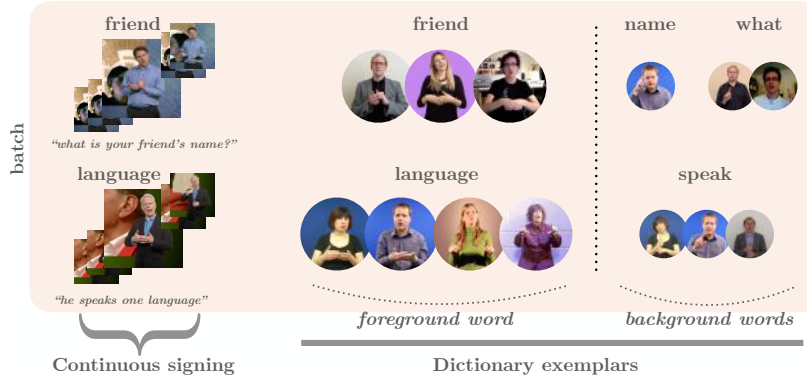 batch
friend
friend
name
what
“what is your friend's name?”
language
language
speak
“he speaks one language”
foreground word
background words
Continuous signing
Dictionary exemplars